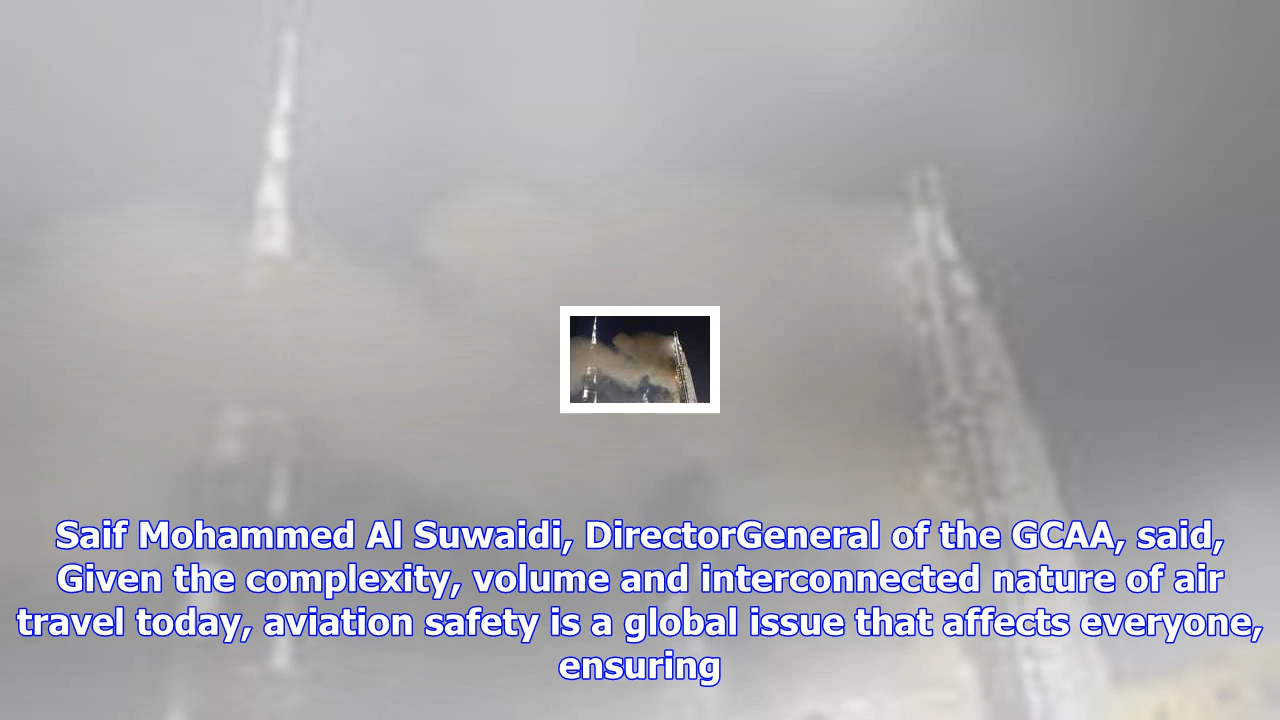 Saif Mohammed Al Suwaidi, DirectorGeneral of the GCAA, said,
Given the complexity, volume and interconnected nature of air
travel today, aviation safety is a global issue that affects everyone,
ensuring